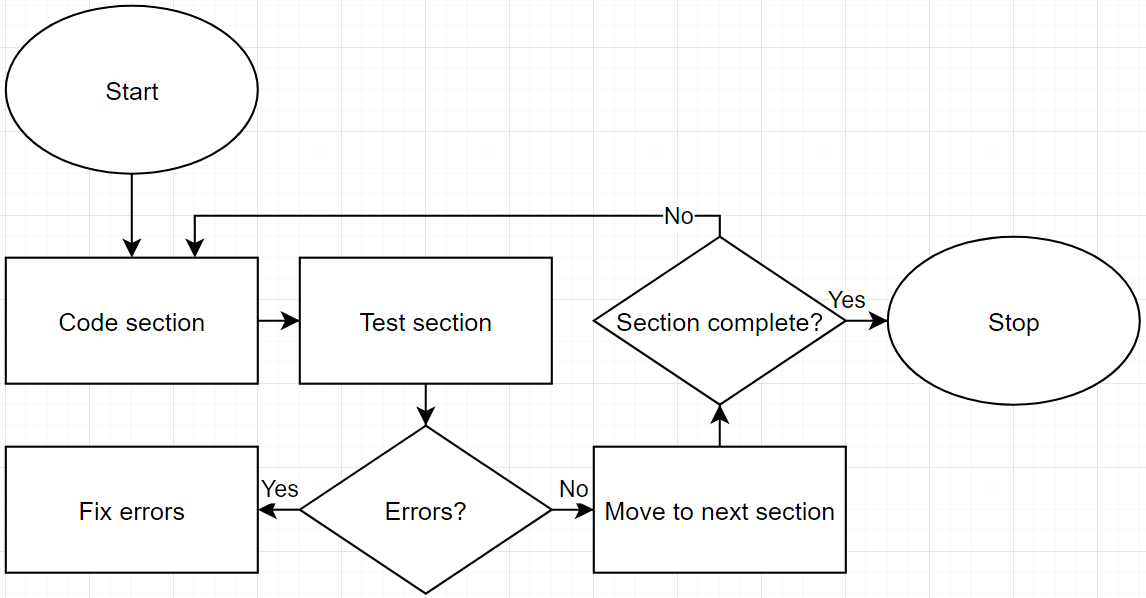 Start
No
Yes
Code section
Test section
Section complete?
Stop
Yes
No
Fix errors
Errors?
Move to next section